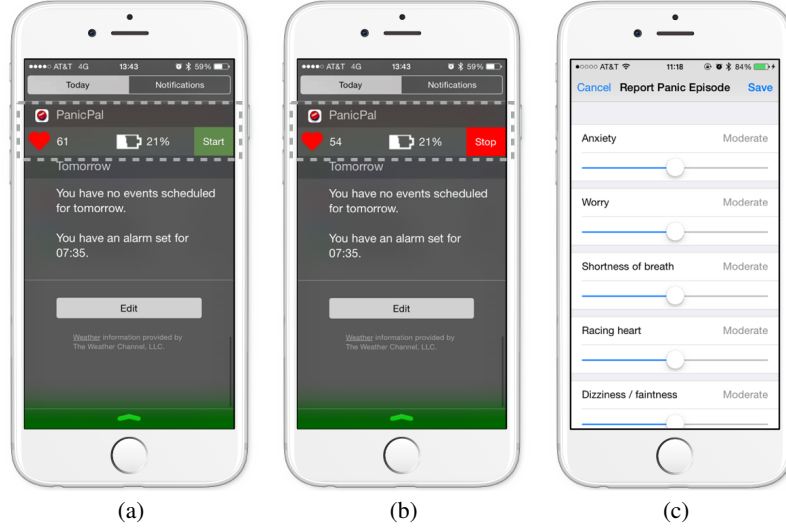 ●●●●○ AT&T 4G 13:43 59%
Today Notifications
PanicPal
61 21% Start
Tomorrow
You have no events scheduled
for tomorrow.
You have an alarm set for
07:35.
Edit
Weather information provided by
The Weather Channel, LLC.
(a)
●●●●○ AT&T 4G 13:43 59%
Today Notifications
PanicPal
54 21% Stop
Tomorrow
You have no events scheduled
for tomorrow.
You have an alarm set for
07:35.
Edit
Weather information provided by
The Weather Channel, LLC.
(b)
●○○○○ AT&T 11:18 84%
Cancel Report Panic Episode Save
Anxiety Moderate
Worry Moderate
Shortness of breath Moderate
Racing heart Moderate
Dizziness / faintness Moderate
(c)